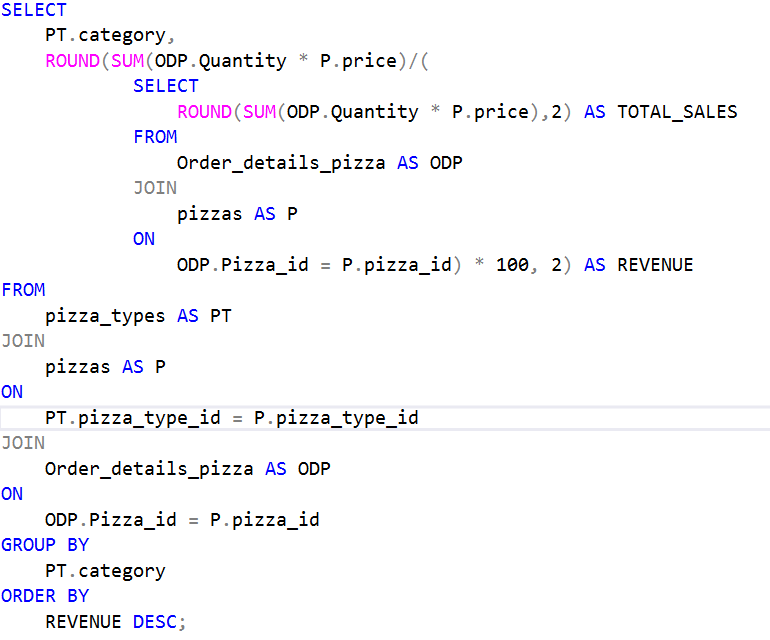 SELECT
    PT.category,
    ROUND(SUM(ODP.Quantity * P.price)/(
            SELECT
                ROUND(SUM(ODP.Quantity * P.price),2) AS TOTAL_SALES
            FROM
                Order_details_pizza AS ODP
            JOIN
                pizzas AS P
            ON
                ODP.Pizza_id = P.pizza_id) * 100, 2) AS REVENUE
FROM
    pizza_types AS PT
JOIN
    pizzas AS P
ON
    PT.pizza_type_id = P.pizza_type_id
JOIN
    Order_details_pizza AS ODP
ON
    ODP.Pizza_id = P.pizza_id
GROUP BY
    PT.category
ORDER BY
    REVENUE DESC;